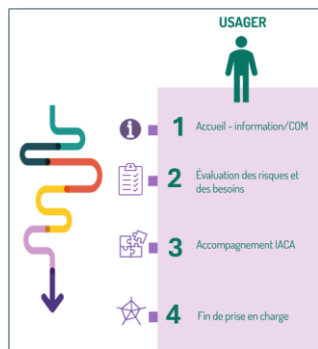 USAGER
1 Accueil - information/COM
2 Évaluation des risques et
des besoins
3 Accompagnement IACA
4 Fin de prise en charge